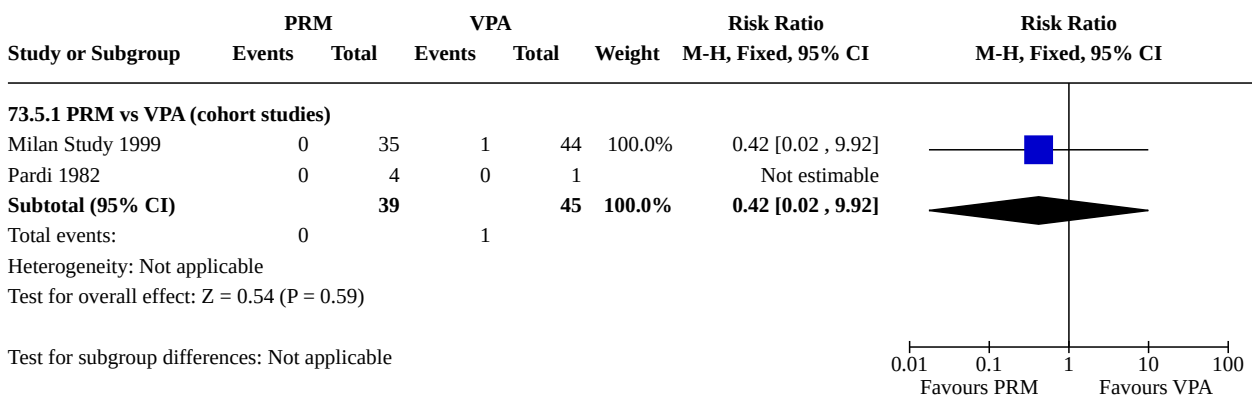 PRM VPA Risk Ratio Risk Ratio
Study or Subgroup Events Total Events Total Weight M-H, Fixed, 95% CI M-H, Fixed, 95% CI
73.5.1 PRM vs VPA (cohort studies)
Milan Study 1999 0 35 1 44 100.0% 0.42 [0.02 , 9.92]
Pardi 1982 0 4 0 1 Not estimable
Subtotal (95% CI) 39 45 100.0% 0.42 [0.02 , 9.92]
Total events: 0 1
Heterogeneity: Not applicable
Test for overall effect: Z = 0.54 (P = 0.59)
Test for subgroup differences: Not applicable
0.01 0.1 1 10 100
Favours PRM Favours VPA